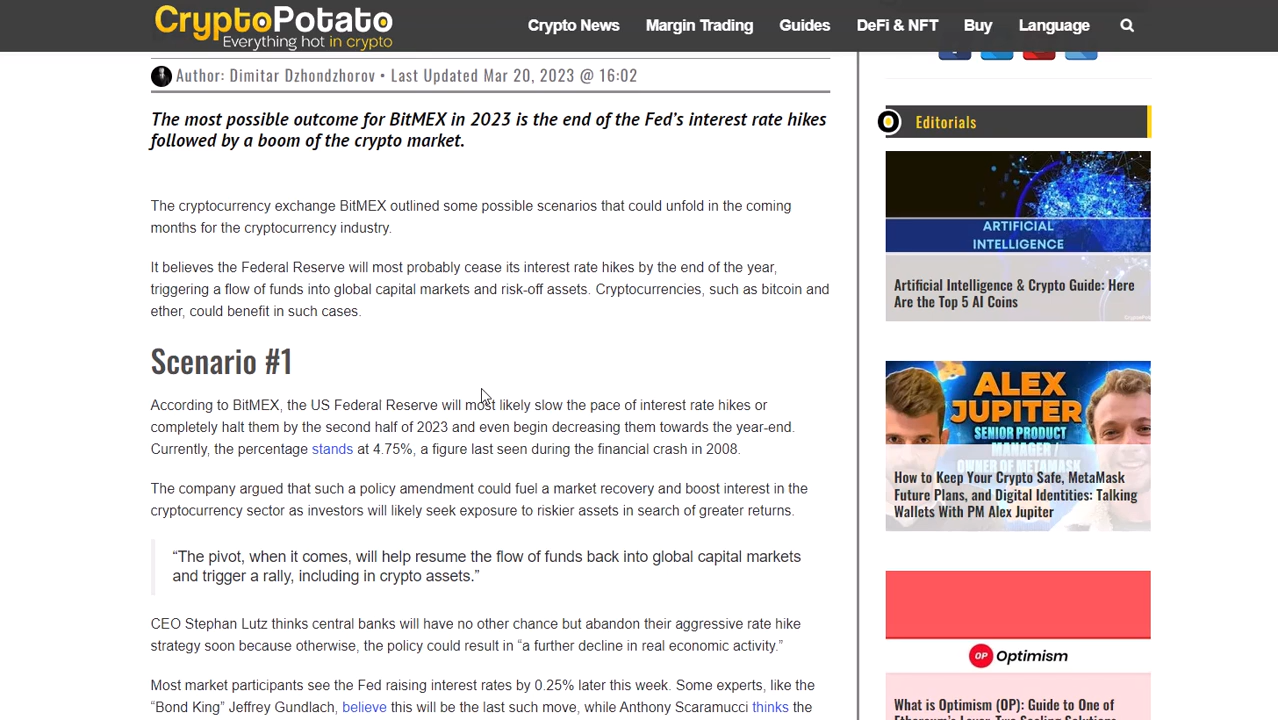 CryptoPotato
Everything hot in crypto
Crypto News Margin Trading Guides DeFi & NFT Buy Language
Author: Dimitar Dzhondzhorov • Last Updated Mar 20, 2023 @ 16:02
The most possible outcome for BitMEX in 2023 is the end of the Fed's interest rate hikes
followed by a boom of the crypto market.
The cryptocurrency exchange BitMEX outlined some possible scenarios that could unfold in the coming
months for the cryptocurrency industry.
It believes the Federal Reserve will most probably cease its interest rate hikes by the end of the year,
triggering a flow of funds into global capital markets and risk-off assets. Cryptocurrencies, such as bitcoin and
ether, could benefit in such cases.
Scenario #1
According to BitMEX, the US Federal Reserve will most likely slow the pace of interest rate hikes or
completely halt them by the second half of 2023 and even begin decreasing them towards the year-end.
Currently, the percentage stands at 4.75%, a figure last seen during the financial crash in 2008.
The company argued that such a policy amendment could fuel a market recovery and boost interest in the
cryptocurrency sector as investors will likely seek exposure to riskier assets in search of greater returns.
“The pivot, when it comes, will help resume the flow of funds back into global capital markets
and trigger a rally, including in crypto assets.”
CEO Stephan Lutz thinks central banks will have no other chance but abandon their aggressive rate hike
strategy soon because otherwise, the policy could result in “a further decline in real economic activity.”
Most market participants see the Fed raising interest rates by 0.25% later this week. Some experts, like the
“Bond King” Jeffrey Gundlach, believe this will be the last such move, while Anthony Scaramucci thinks the
Editorials
ARTIFICIAL
INTELLIGENCE
Artificial Intelligence & Crypto Guide: Here
Are the Top 5 AI Coins
ALEX
JUPITER
SENIOR PRODUCT
MANAGER /
OWNER OF METAMASK
How to Keep Your Crypto Safe, MetaMask
Future Plans, and Digital Identities: Talking
Wallets With PM Alex Jupiter
OP Optimism
What is Optimism (OP): Guide to One of